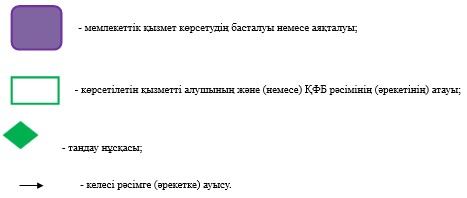 - мемлекеттік қызмет көрсетудің басталуы немесе аяқталуы;
- көрсетілетін қызметті алушының және (немесе) ҚФБ рәсімінің (әрекетінің) атауы;
- таңдау нұсқасы;
- келесі рәсімге (әрекетке) ауысу.